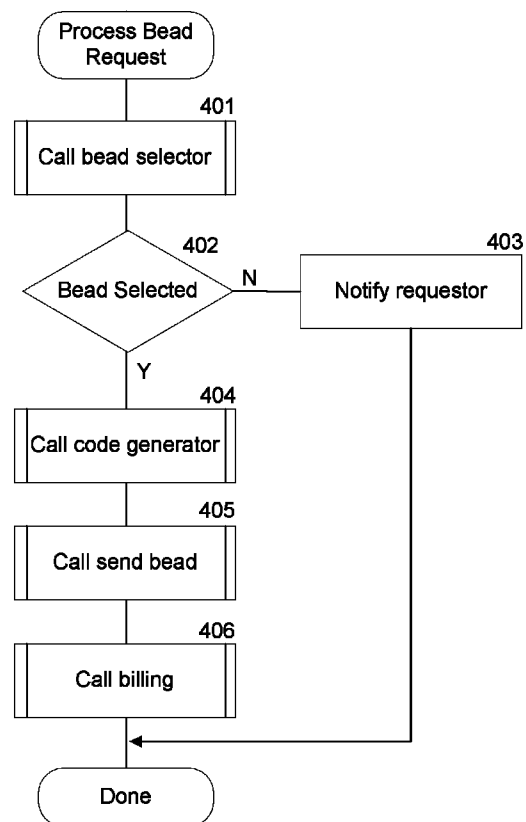 Process Bead
Request
401
Call bead selector
402
Bead Selected
N
403
Notify requestor
Y
404
Call code generator
405
Call send bead
406
Call billing
Done